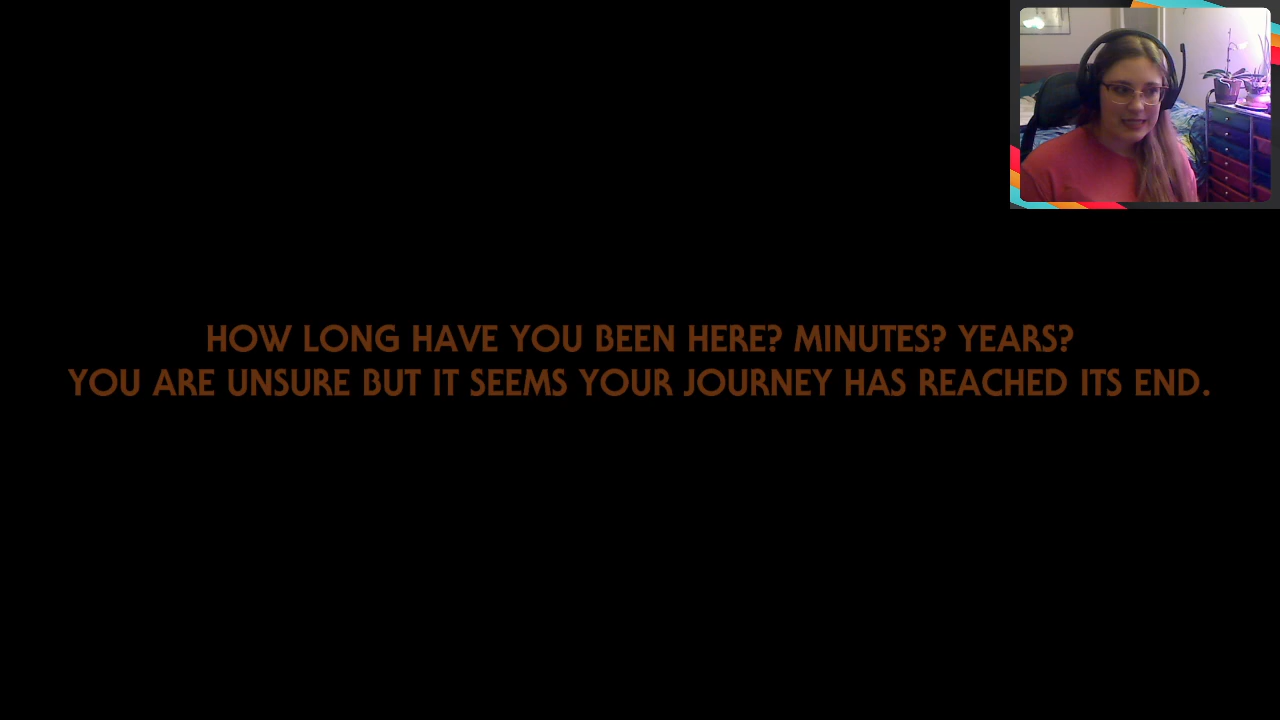 HOW LONG HAVE YOU BEEN HERE? MINUTES? YEARS?
YOU ARE UNSURE BUT IT SEEMS YOUR JOURNEY HAS REACHED ITS END.